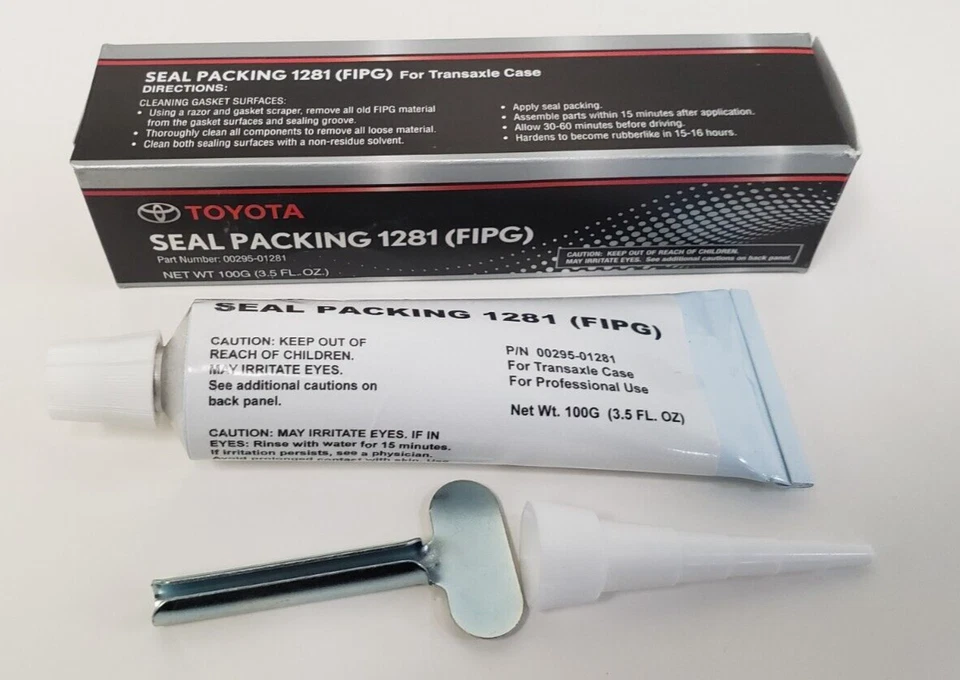 SEAL PACKING 1281 (FIPG) For Transaxle Case
DIRECTIONS:
CLEANING GASKET SURFACES:
• Using a razor and gasket scraper, remove all old FIPG material
from the gasket surfaces and sealing groove.
• Thoroughly clean all components to remove all loose material.
• Clean both sealing surfaces with a non-residue solvent.
• Apply seal packing.
• Assemble parts within 15 minutes after application.
• Allow 30-60 minutes before driving.
• Hardens to become rubberlike in 15-16 hours.
TOYOTA
SEAL PACKING 1281 (FIPG)
Part Number: 00295-01281
NET WT 100G (3.5 FL. OZ.)
CAUTION: KEEP OUT OF REACH OF CHILDREN.
MAY IRRITATE EYES. See additional cautions on back panel.
SEAL PACKING 1281 (FIPG)
CAUTION: KEEP OUT OF
REACH OF CHILDREN.
MAY IRRITATE EYES.
See additional cautions on
back panel.
P/N 00295-01281
For Transaxle Case
For Professional Use
Net Wt. 100G (3.5 FL. OZ)
CAUTION: MAY IRRITATE EYES. IF IN
EYES: Rinse with water for 15 minutes.
If irritation persists, see a physician.
Avoid prolonged contact with skin. Use